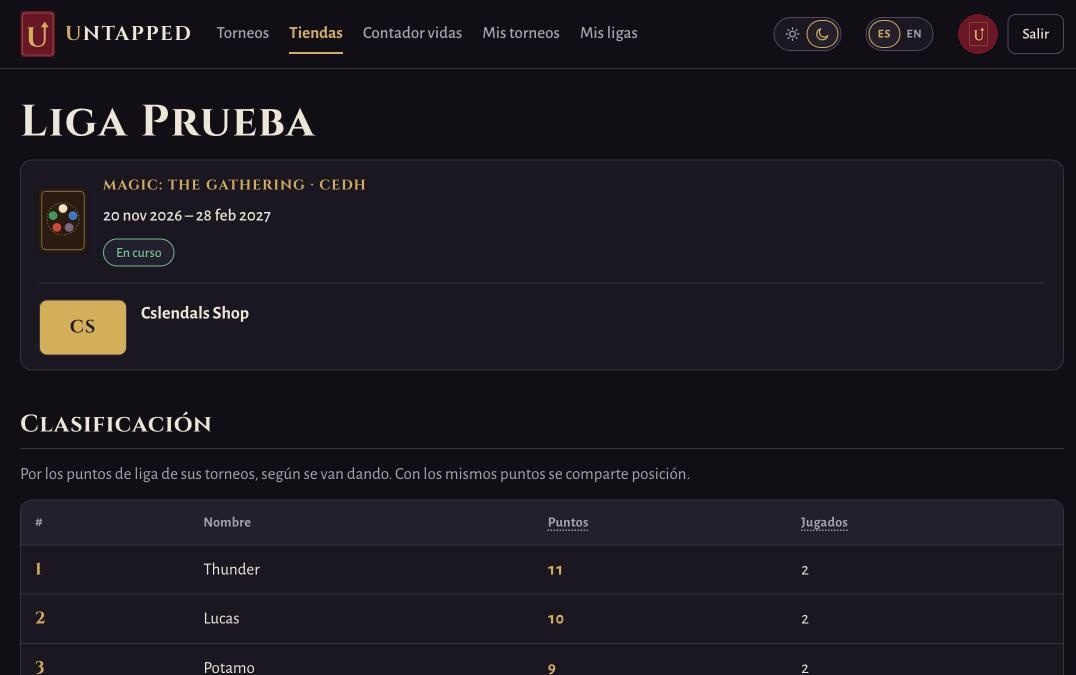 U UNTAPPED Torneos Tiendas Contador vidas Mis torneos Mis ligas ES EN U Salir
LIGA PRUEBA
MAGIC: THE GATHERING · CEDH
20 nov 2026 – 28 feb 2027
En curso
CS Cslendals Shop
CLASIFICACIÓN
Por los puntos de liga de sus torneos, según se van dando. Con los mismos puntos se comparte posición.
# Nombre Puntos Jugados
1 Thunder 11 2
2 Lucas 10 2
3 Potamo 9 2